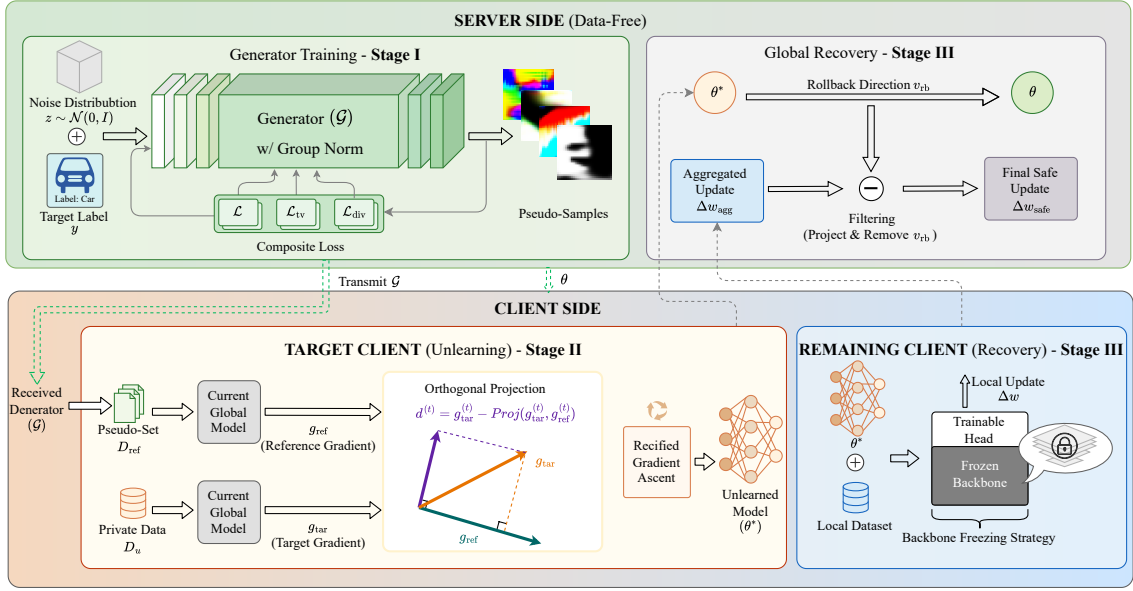 SERVER SIDE (Data-Free)
Generator Training - Stage I
Noise Distribubtion
z ∼ 𝒩(0, I)
Label: Car
Target Label
y
Generator (𝒢)
w/ Group Norm
ℒ
ℒtv
ℒdiv
Composite Loss
Pseudo-Samples
Global Recovery - Stage III
θ*
Rollback Direction vrb
θ
Aggregated
Update
Δwagg
Filtering
(Project & Remove vrb)
Final Safe
Update
Δwsafe
Transmit 𝒢
θ
CLIENT SIDE
TARGET CLIENT (Unlearning) - Stage II
Received
Denerator
(𝒢)
Pseudo-Set
Dref
Current
Global
Model
gref
(Reference Gradient)
Private Data
Du
Current
Global
Model
gtar
(Target Gradient)
Orthogonal Projection
d(t) = gtar(t) − Proj(gtar(t), gref(t))
gtar
gref
Recified
Gradient
Ascent
Unlearned
Model
(θ*)
REMAINING CLIENT (Recovery) - Stage III
θ*
Local Dataset
Local Update
Δw
Trainable
Head
Frozen
Backbone
Backbone Freezing Strategy